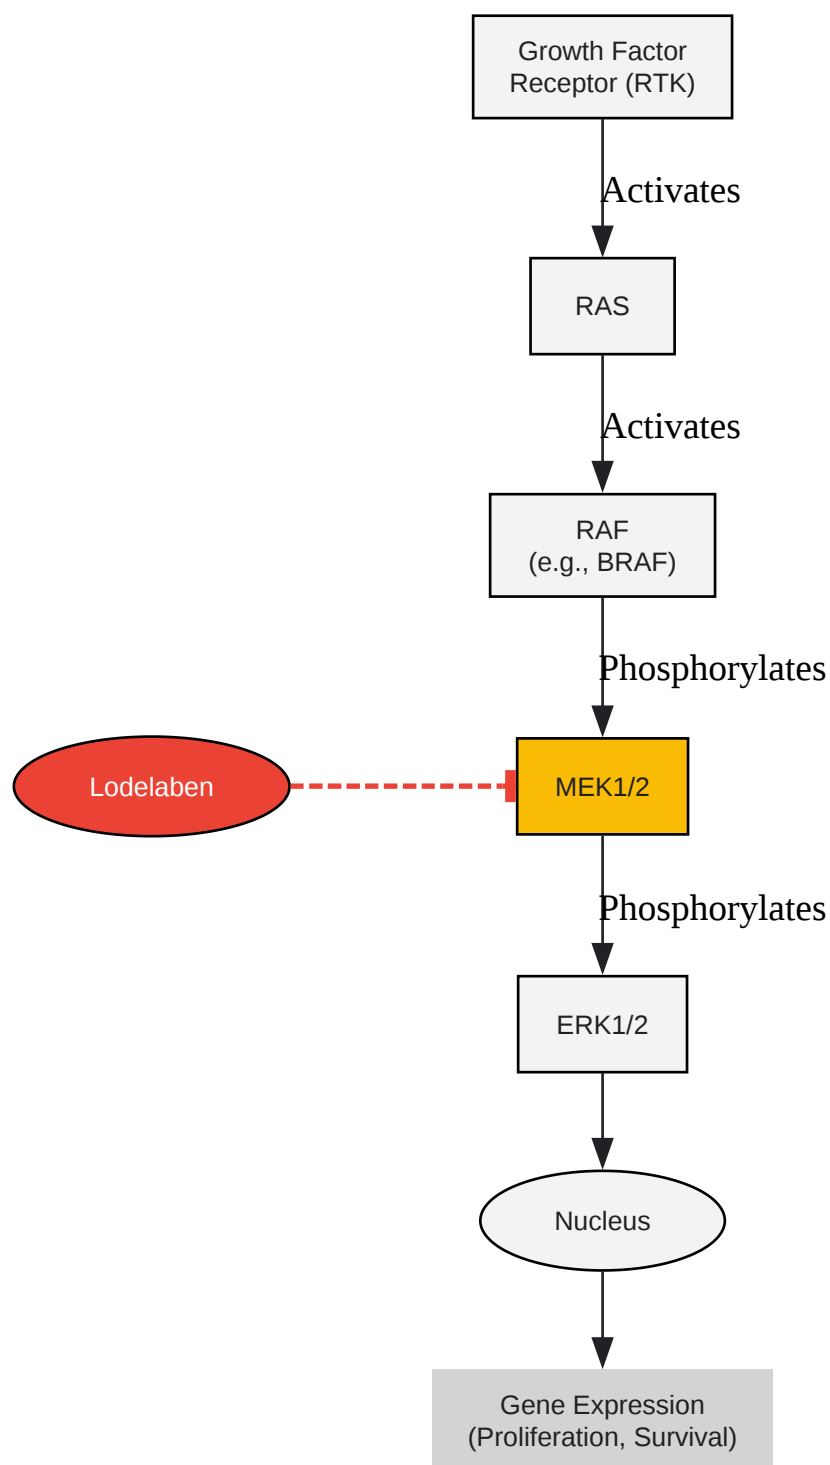 Growth Factor
Receptor (RTK)
Activates
RAS
Activates
RAF
(e.g., BRAF)
Phosphorylates
Lodelaben
MEK1/2
Phosphorylates
ERK1/2
Nucleus
Gene Expression
(Proliferation, Survival)